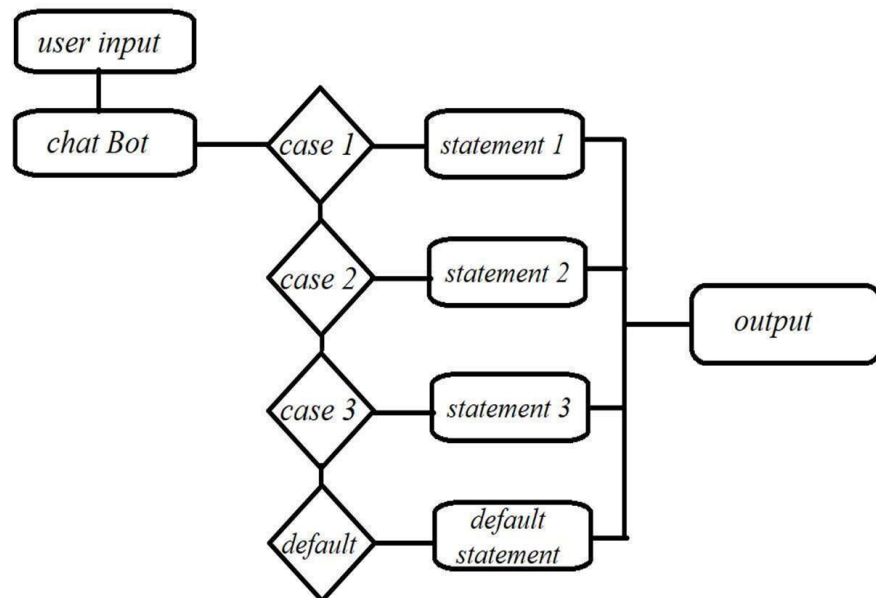 user input
chat Bot
case 1
statement 1
case 2
statement 2
case 3
statement 3
default
default
statement
output